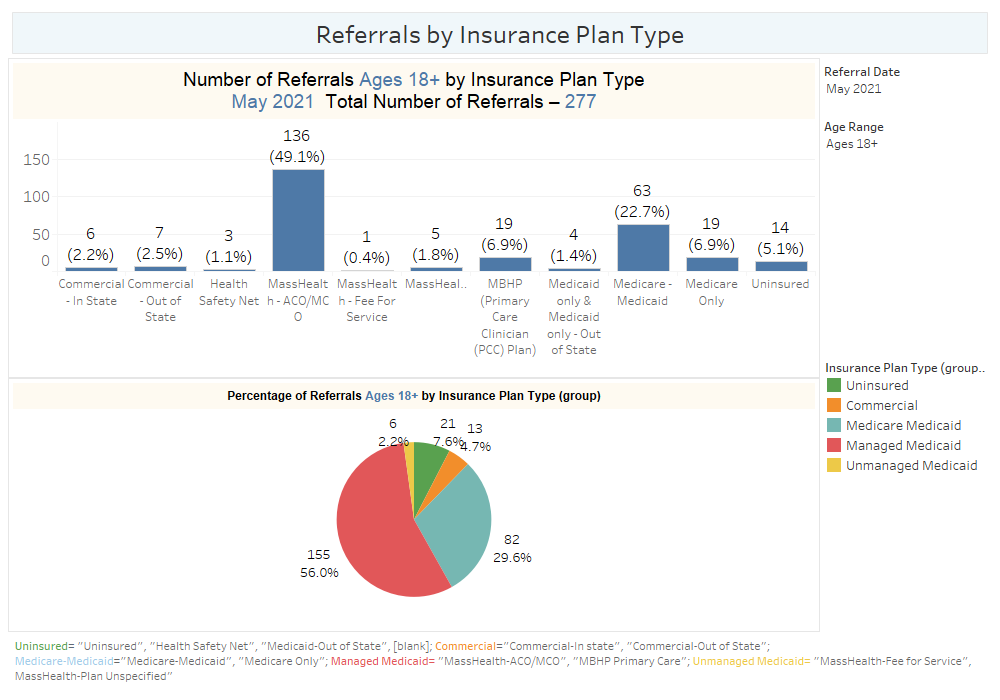 Referrals by Insurance Plan Type
Number of Referrals Ages 18+ by Insurance Plan Type
May 2021 Total Number of Referrals – 277
Referral Date
May 2021
Age Range
Ages 18+
150
100
50
0
6
(2.2%)
7
(2.5%)
3
(1.1%)
136
(49.1%)
1
(0.4%)
5
(1.8%)
19
(6.9%)
4
(1.4%)
63
(22.7%)
19
(6.9%)
14
(5.1%)
Commercial
- In State
Commercial
- Out of
State
Health
Safety Net
MassHealt
h - ACO/MC
O
MassHealt
h - Fee For
Service
MassHeal..
MBHP
(Primary
Care
Clinician
(PCC) Plan)
Medicaid
only &
Medicaid
only - Out
of State
Medicare -
Medicaid
Medicare
Only
Uninsured
Percentage of Referrals Ages 18+ by Insurance Plan Type (group)
6
2.2%
21
7.6%
13
4.7%
82
29.6%
155
56.0%
Insurance Plan Type (group..
Uninsured
Commercial
Medicare Medicaid
Managed Medicaid
Unmanaged Medicaid
Uninsured= "Uninsured", "Health Safety Net", "Medicaid-Out of State", [blank]; Commercial="Commercial-In state", "Commercial-Out of State";
Medicare-Medicaid="Medicare-Medicaid", "Medicare Only"; Managed Medicaid= "MassHealth-ACO/MCO", "MBHP Primary Care"; Unmanaged Medicaid= "MassHealth-Fee for Service",
MassHealth-Plan Unspecified"